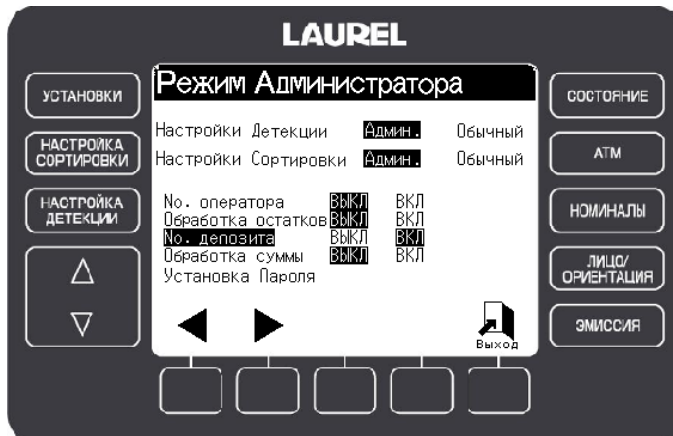 LAUREL
УСТАНОВКИ
НАСТРОЙКА
СОРТИРОВКИ
НАСТРОЙКА
ДЕТЕКЦИИ
Режим Администратора
Настройки Детекции Админ. Обычный
Настройки Сортировки Админ. Обычный
No. оператора ВЫКЛ ВКЛ
Обработка остатков ВЫКЛ ВКЛ
No. депозита ВЫКЛ ВКЛ
Обработка суммы ВЫКЛ ВКЛ
Установка Пароля
Выход
СОСТОЯНИЕ
АТМ
НОМИНАЛЫ
ЛИЦО/
ОРИЕНТАЦИЯ
ЭМИССИЯ